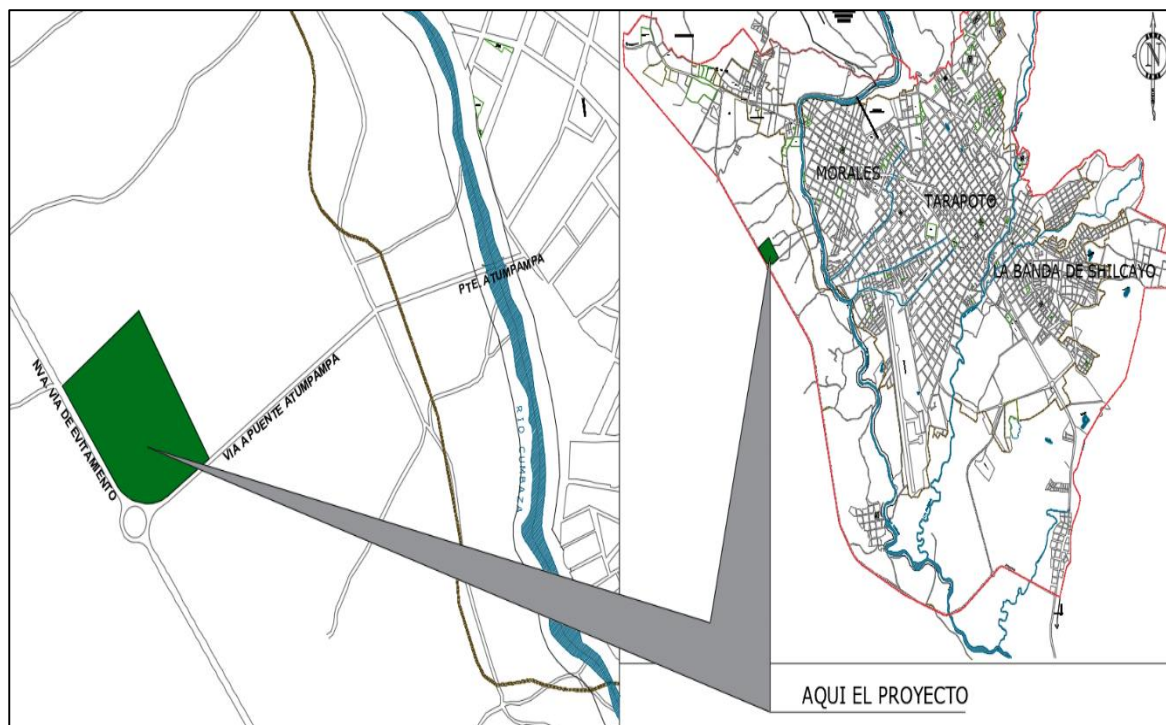 PTE. ATUMPAMPA
NVA. VIA DE EVITAMIENTO
VIA A PUENTE ATUMPAMPA
RIO CUMBAZA
N
MORALES
TARAPOTO
LA BANDA DE SHILCAYO
AQUI EL PROYECTO